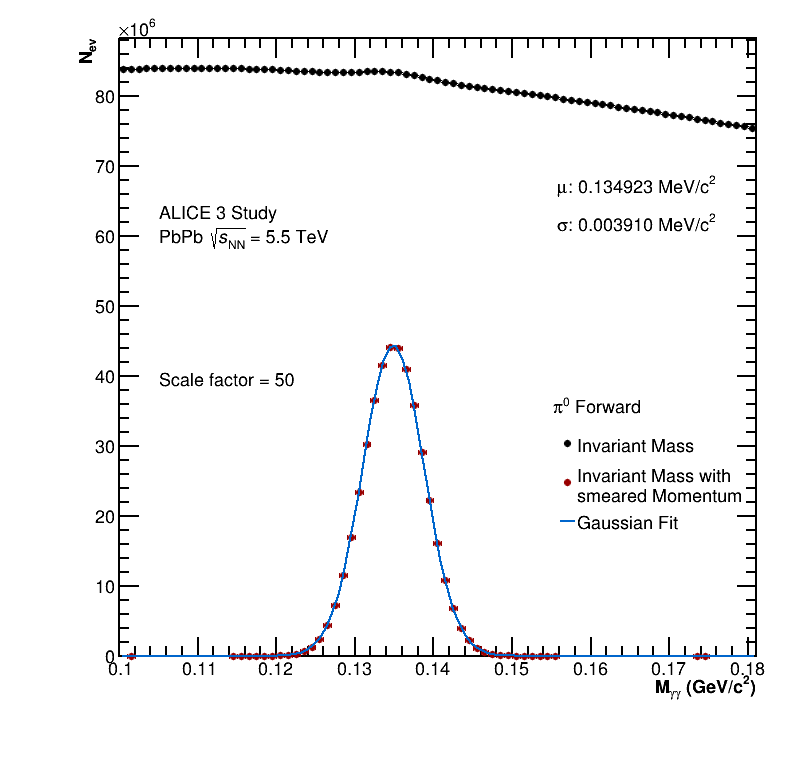 ×10⁶
N_ev
80
70
60
50
40
30
20
10
0
ALICE 3 Study
PbPb √s_NN = 5.5 TeV
μ: 0.134923 MeV/c²
σ: 0.003910 MeV/c²
Scale factor = 50
π⁰ Forward
Invariant Mass
Invariant Mass with
smeared Momentum
Gaussian Fit
0.1 0.11 0.12 0.13 0.14 0.15 0.16 0.17 0.18
M_γγ (GeV/c²)